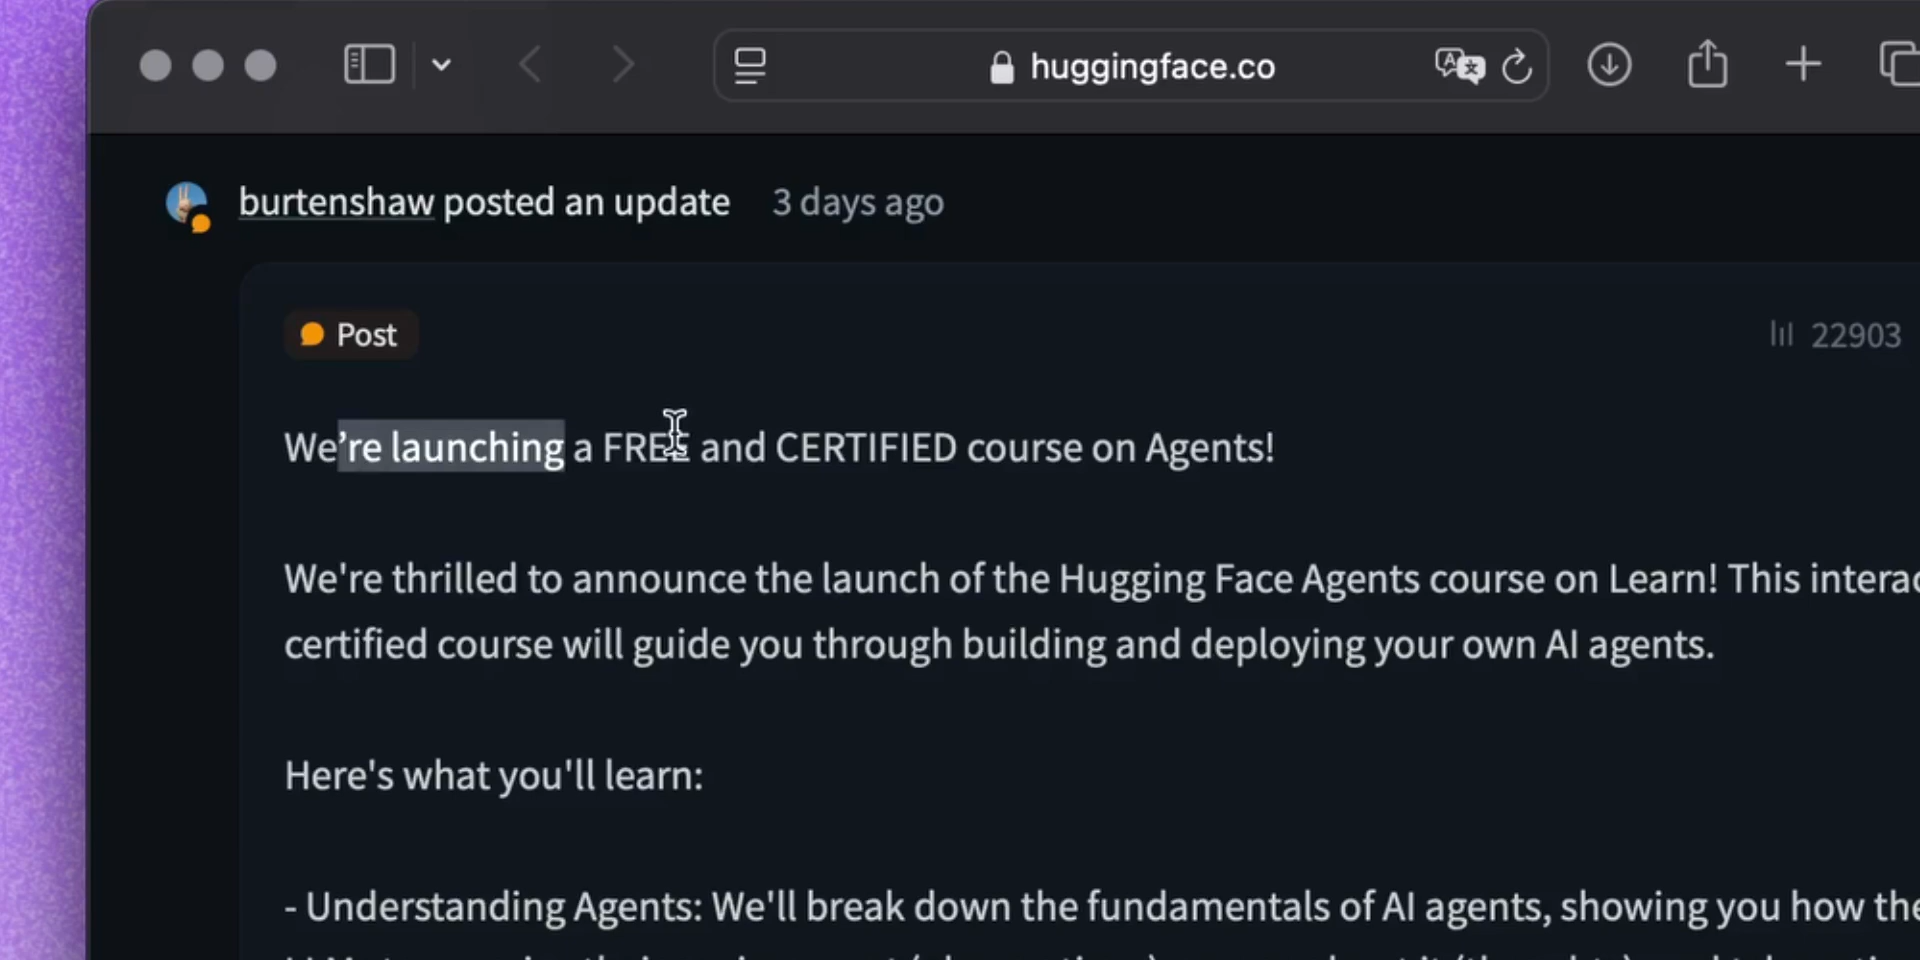 huggingface.co
burtenshaw posted an update 3 days ago
Post
22903
We’re launching a FREE and CERTIFIED course on Agents!
We're thrilled to announce the launch of the Hugging Face Agents course on Learn! This
certified course will guide you through building and deploying your own AI agents.
Here's what you'll learn:
- Understanding Agents: We'll break down the fundamentals of AI agents, showing you how